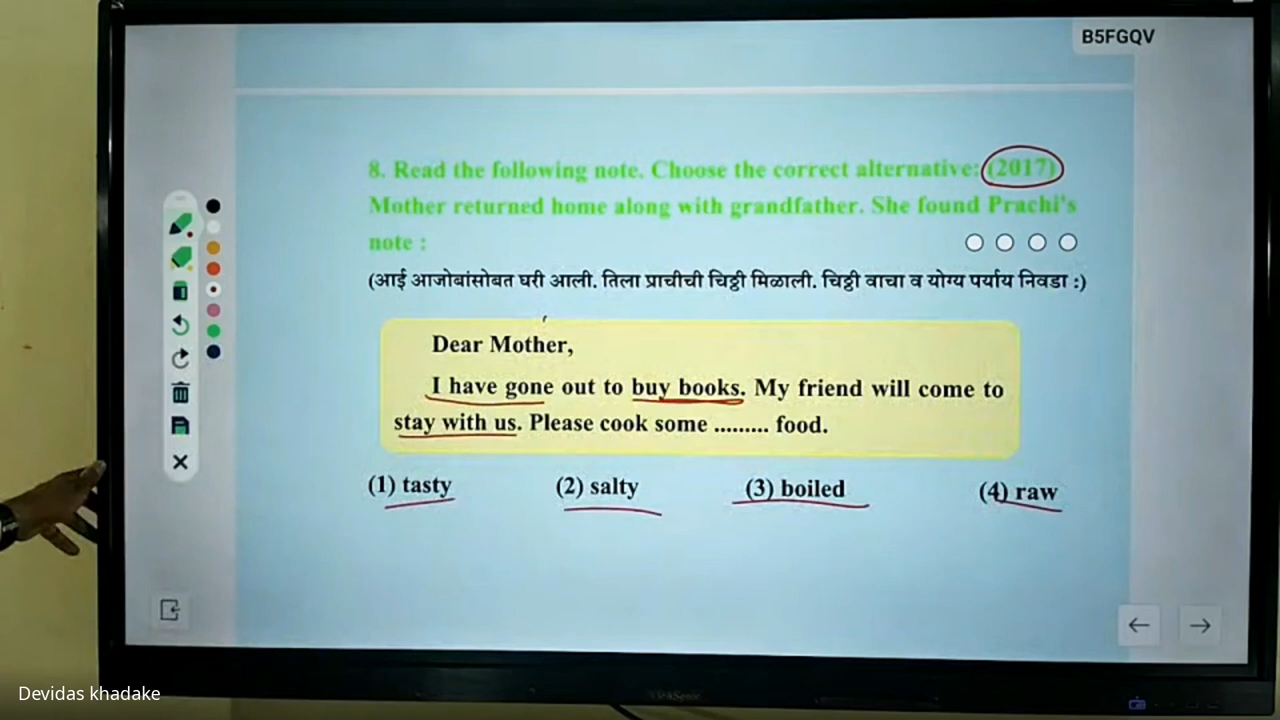 B5FGQV
8. Read the following note. Choose the correct alternative: (2017)
Mother returned home along with grandfather. She found Prachi's
note :
(आई आजोबांसोबत घरी आली. तिला प्राचीची चिठ्ठी मिळाली. चिठ्ठी वाचा व योग्य पर्याय निवडा :)
Dear Mother,
I have gone out to buy books. My friend will come to
stay with us. Please cook some ......... food.
(1) tasty (2) salty (3) boiled (4) raw
Devidas khadake
ViewSonic